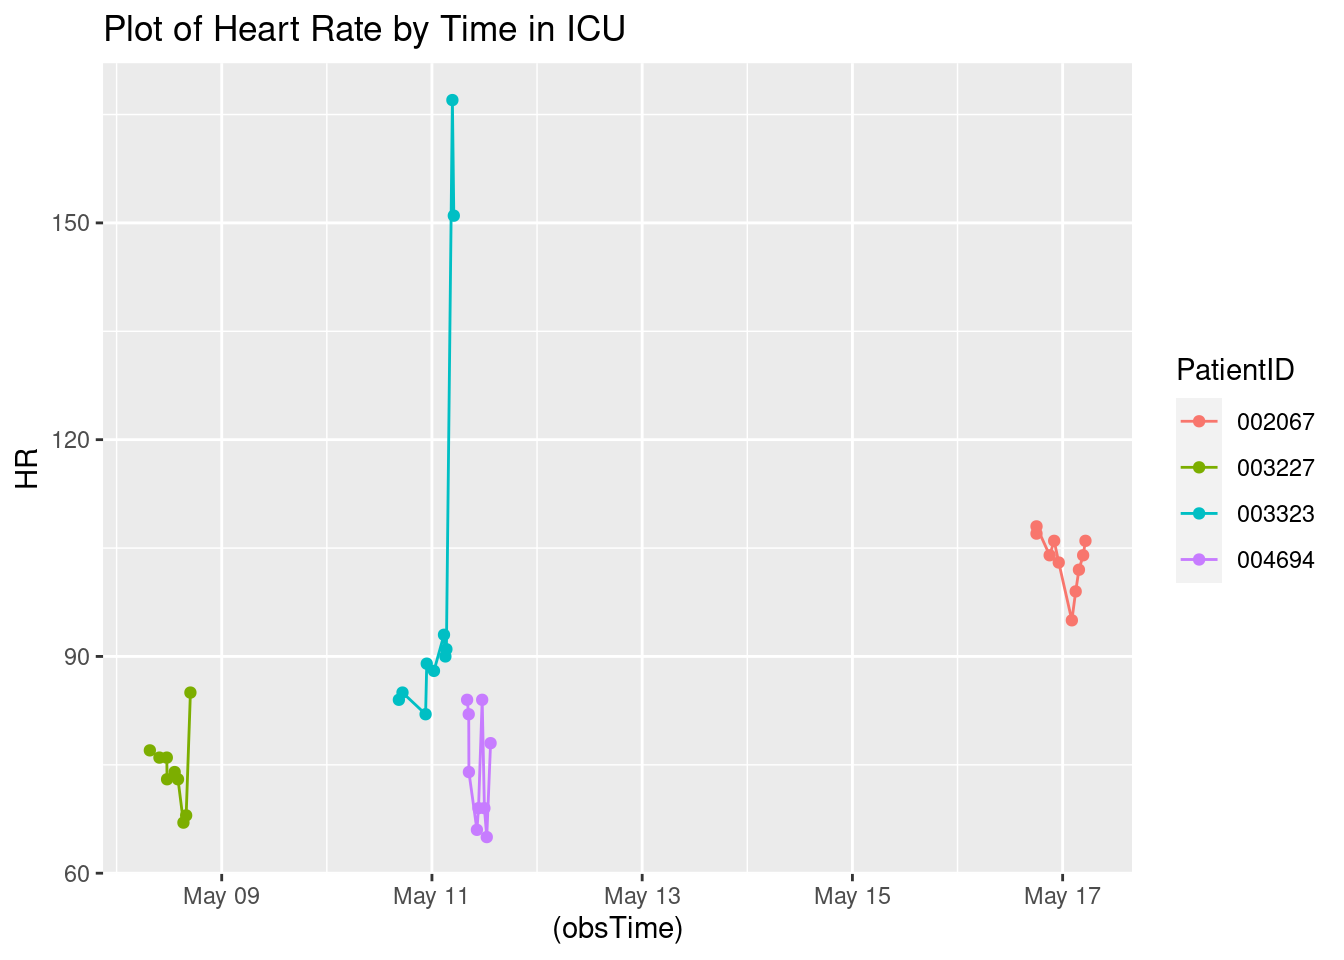 Plot of Heart Rate by Time in ICU
HR
150
120
90
60
May 09
May 11
May 13
May 15
May 17
(obsTime)
PatientID
002067
003227
003323
004694